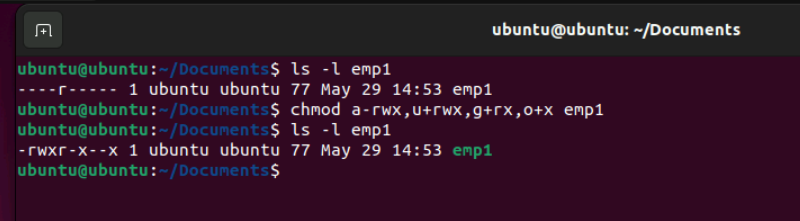 ubuntu@ubuntu: ~/Documents
ubuntu@ubuntu:~/Documents$ ls -l emp1
----r----- 1 ubuntu ubuntu 77 May 29 14:53 emp1
ubuntu@ubuntu:~/Documents$ chmod a-rwx,u+rwx,g+rx,o+x emp1
ubuntu@ubuntu:~/Documents$ ls -l emp1
-rwxr-x--x 1 ubuntu ubuntu 77 May 29 14:53 emp1
ubuntu@ubuntu:~/Documents$